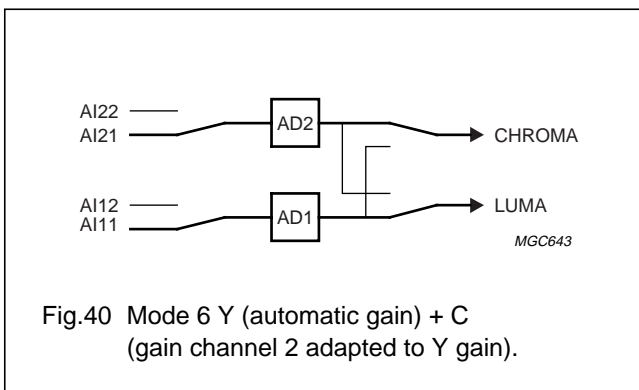 AI22
AI21
AD2
CHROMA
AI12
AI11
AD1
LUMA
MGC643
Fig.40 Mode 6 Y (automatic gain) + C
(gain channel 2 adapted to Y gain).